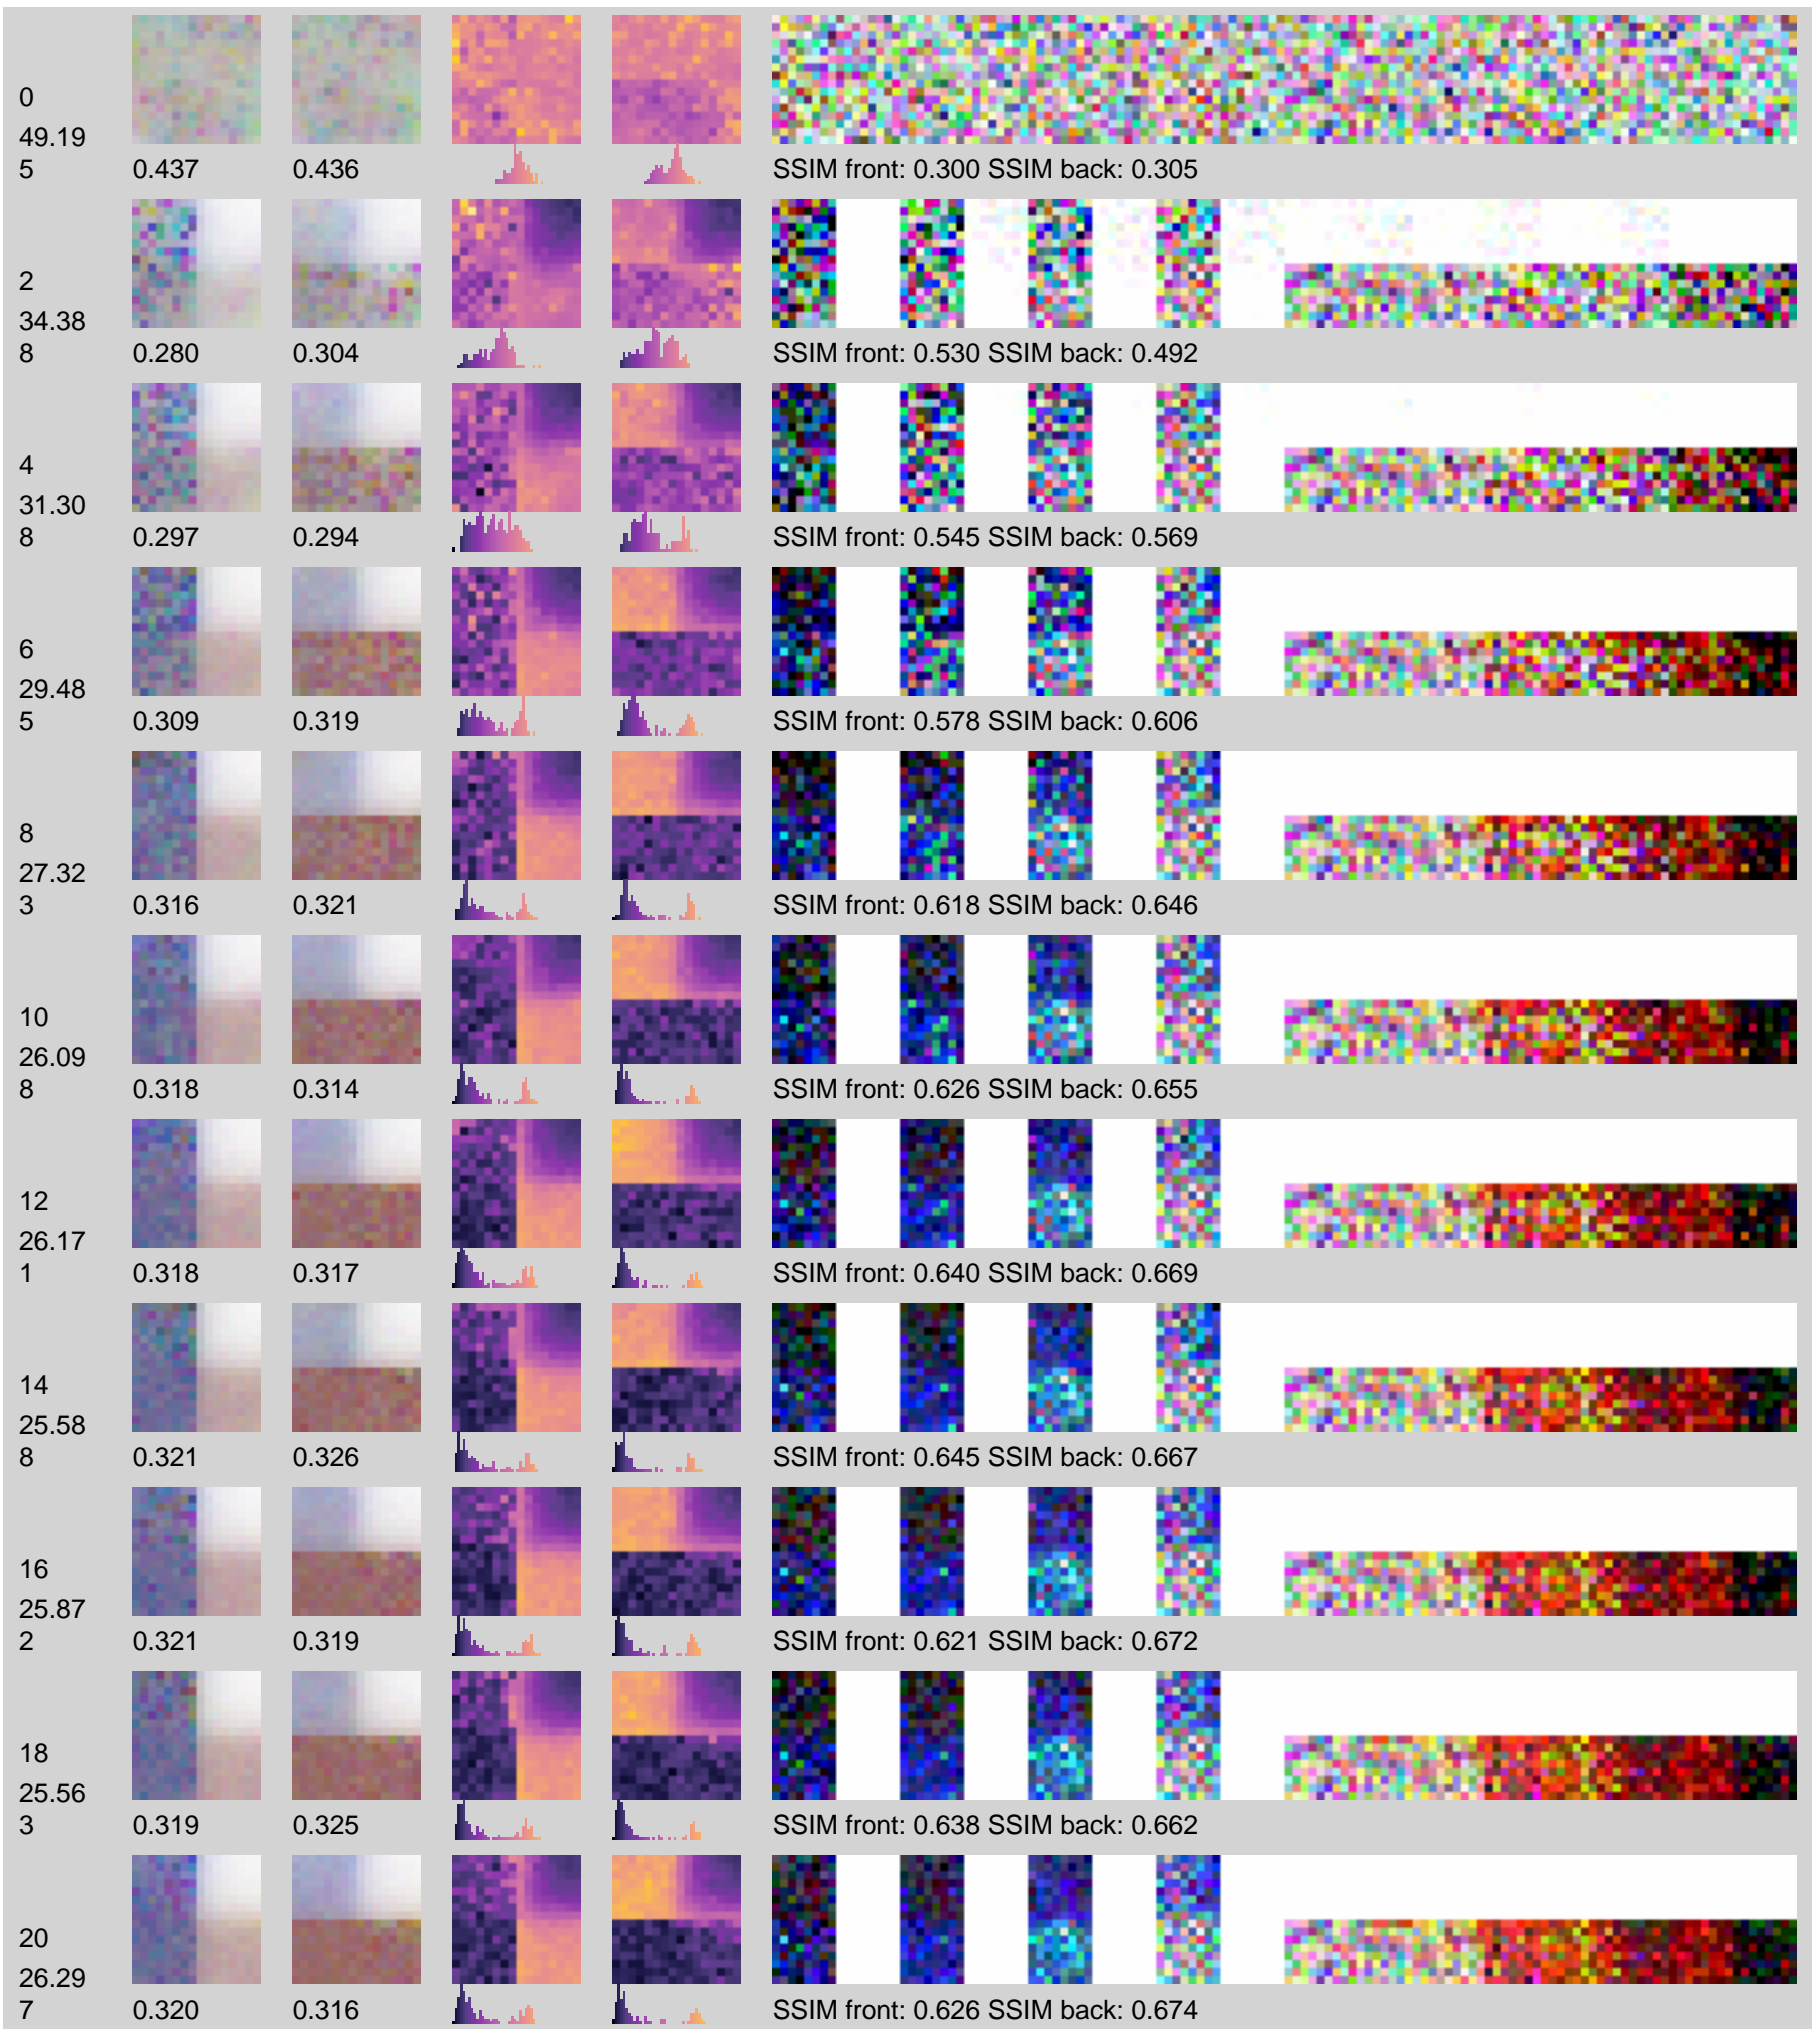 0
49.19
5 0.437 0.436 SSIM front: 0.300 SSIM back: 0.305
2
34.38
8 0.280 0.304 SSIM front: 0.530 SSIM back: 0.492
4
31.30
8 0.297 0.294 SSIM front: 0.545 SSIM back: 0.569
6
29.48
5 0.309 0.319 SSIM front: 0.578 SSIM back: 0.606
8
27.32
3 0.316 0.321 SSIM front: 0.618 SSIM back: 0.646
10
26.09
8 0.318 0.314 SSIM front: 0.626 SSIM back: 0.655
12
26.17
1 0.318 0.317 SSIM front: 0.640 SSIM back: 0.669
14
25.58
8 0.321 0.326 SSIM front: 0.645 SSIM back: 0.667
16
25.87
2 0.321 0.319 SSIM front: 0.621 SSIM back: 0.672
18
25.56
3 0.319 0.325 SSIM front: 0.638 SSIM back: 0.662
20
26.29
7 0.320 0.316 SSIM front: 0.626 SSIM back: 0.674